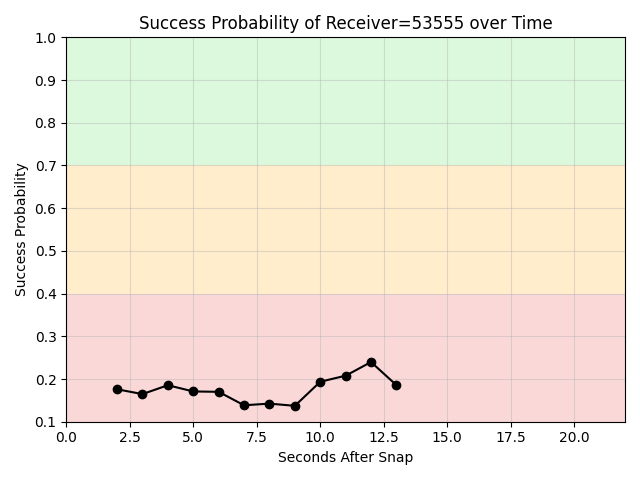 Success Probability of Receiver=53555 over Time
1.0
0.9
0.8
0.7
0.6
0.5
0.4
0.3
0.2
0.1
Success Probability
0.0 2.5 5.0 7.5 10.0 12.5 15.0 17.5 20.0
Seconds After Snap